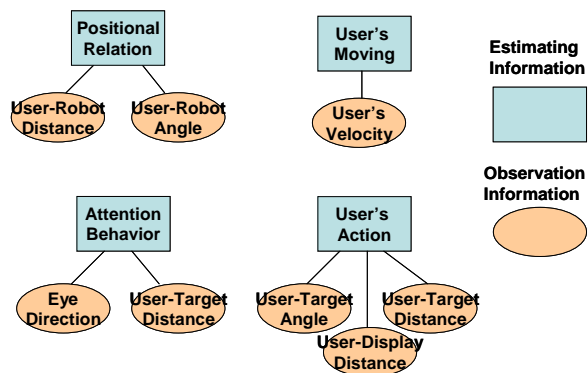 Positional
Relation
User-Robot
Distance
User-Robot
Angle
User's
Moving
User's
Velocity
Estimating
Information
Observation
Information
Attention
Behavior
Eye
Direction
User-Target
Distance
User's
Action
User-Target
Angle
User-Display
Distance
User-Target
Distance